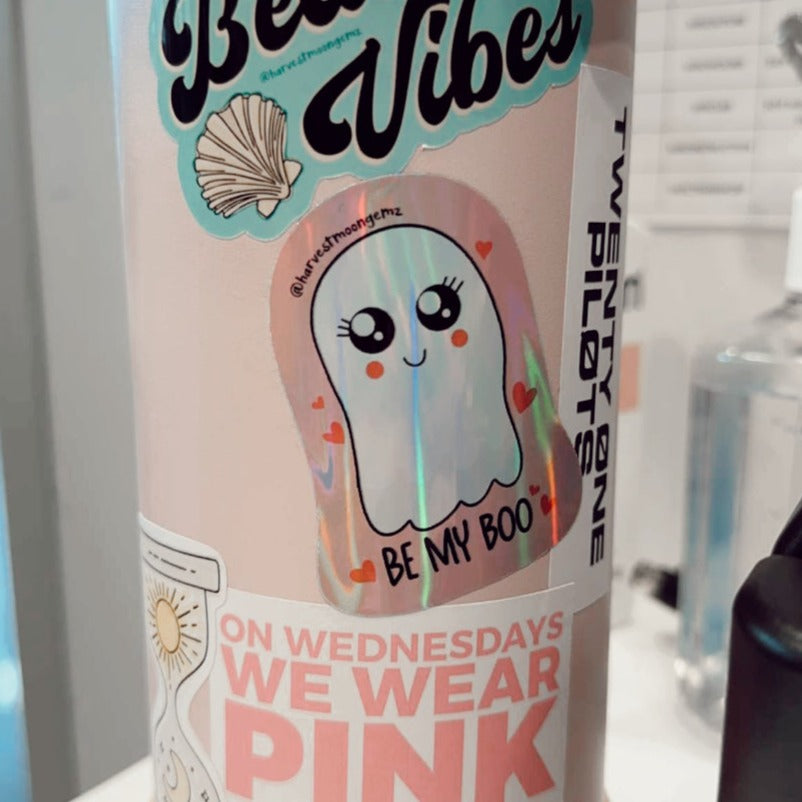 Vibes
@harvestmoongemz
@harvestmoongemz
BE MY BOO
TWENTY ØNE
PILØTS
ON WEDNESDAYS
WE WEAR
PINK